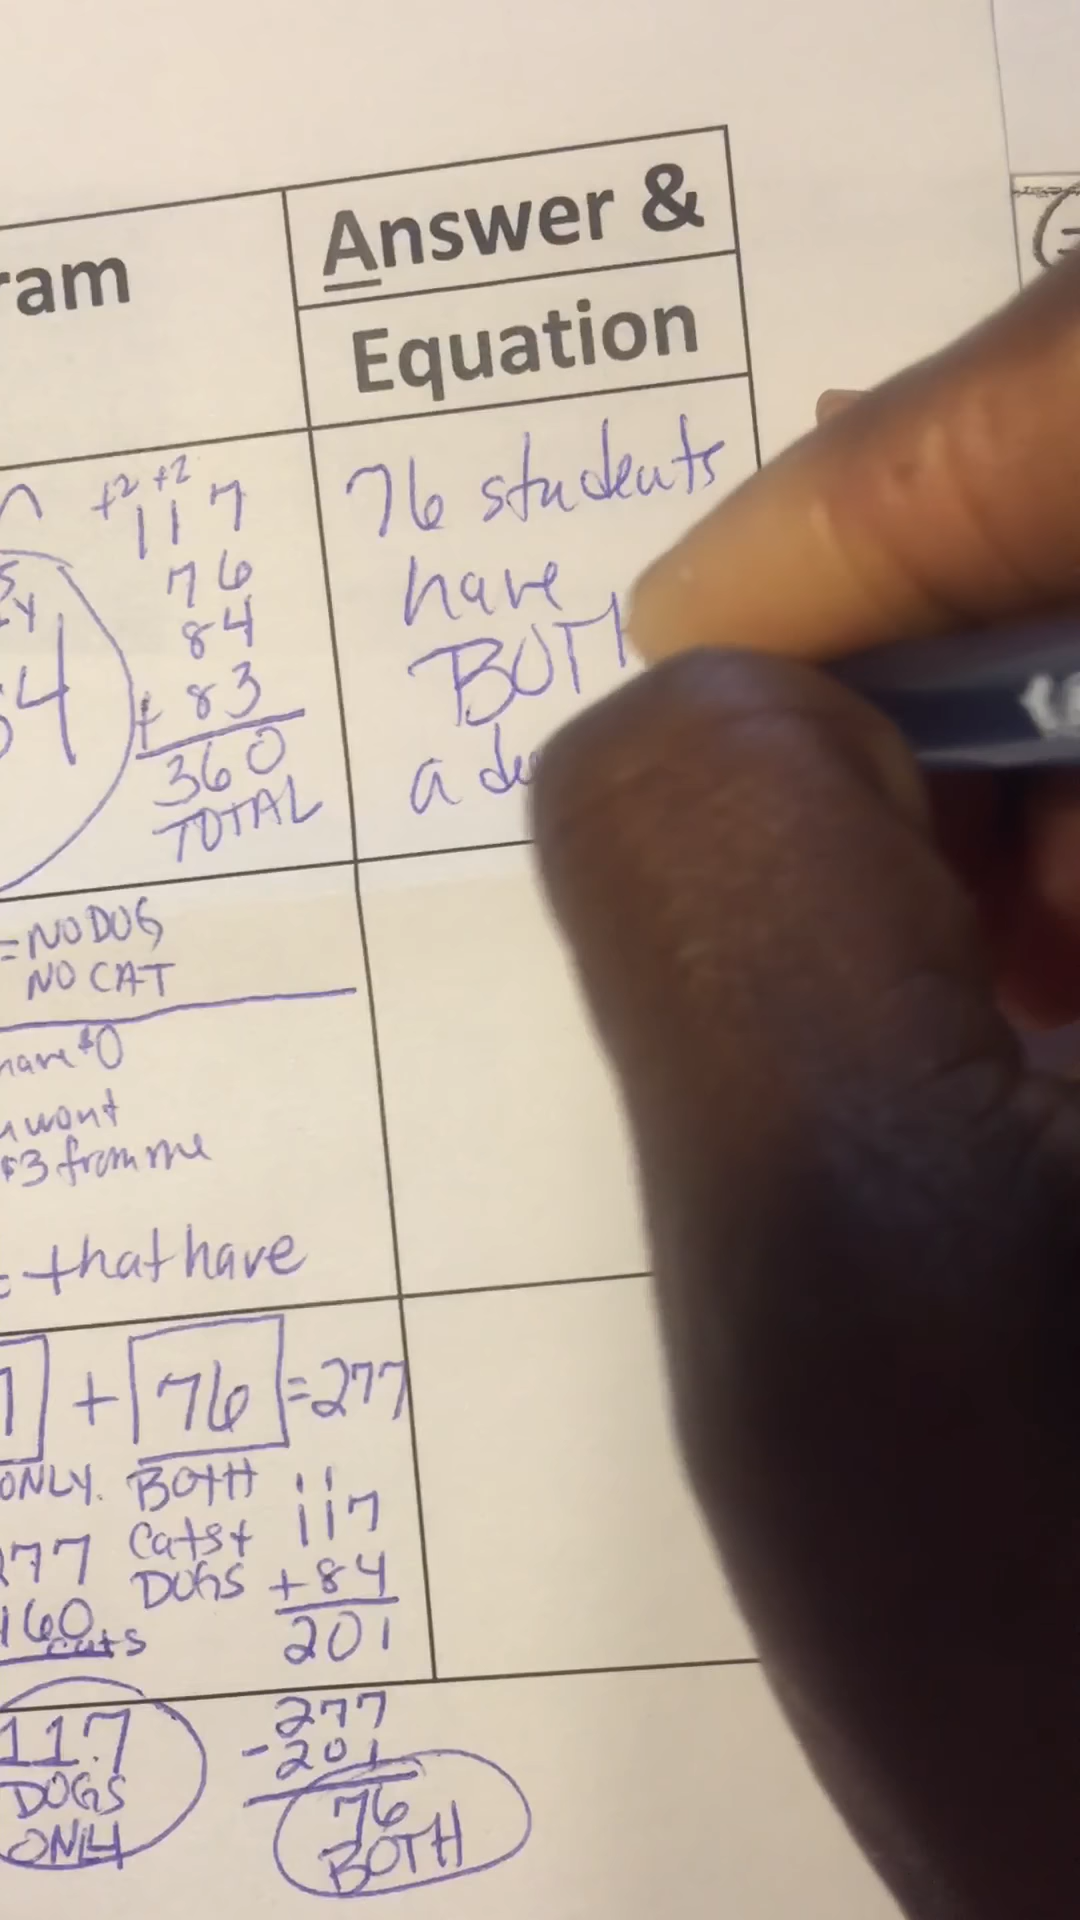 ram
Answer &
Equation
+2 +2
117
76
84
+ 83
360
TOTAL
4
76 students
have
BOTH
a
= NO DOG
NO CAT
have $0
wont
$3 from me
= that have
+ 76 = 277
ONLY. BOTH
Cats +
DOGS
117
+84
201
277
160
cats
117
DOGS
ONLY
277
- 201
76
BOTH